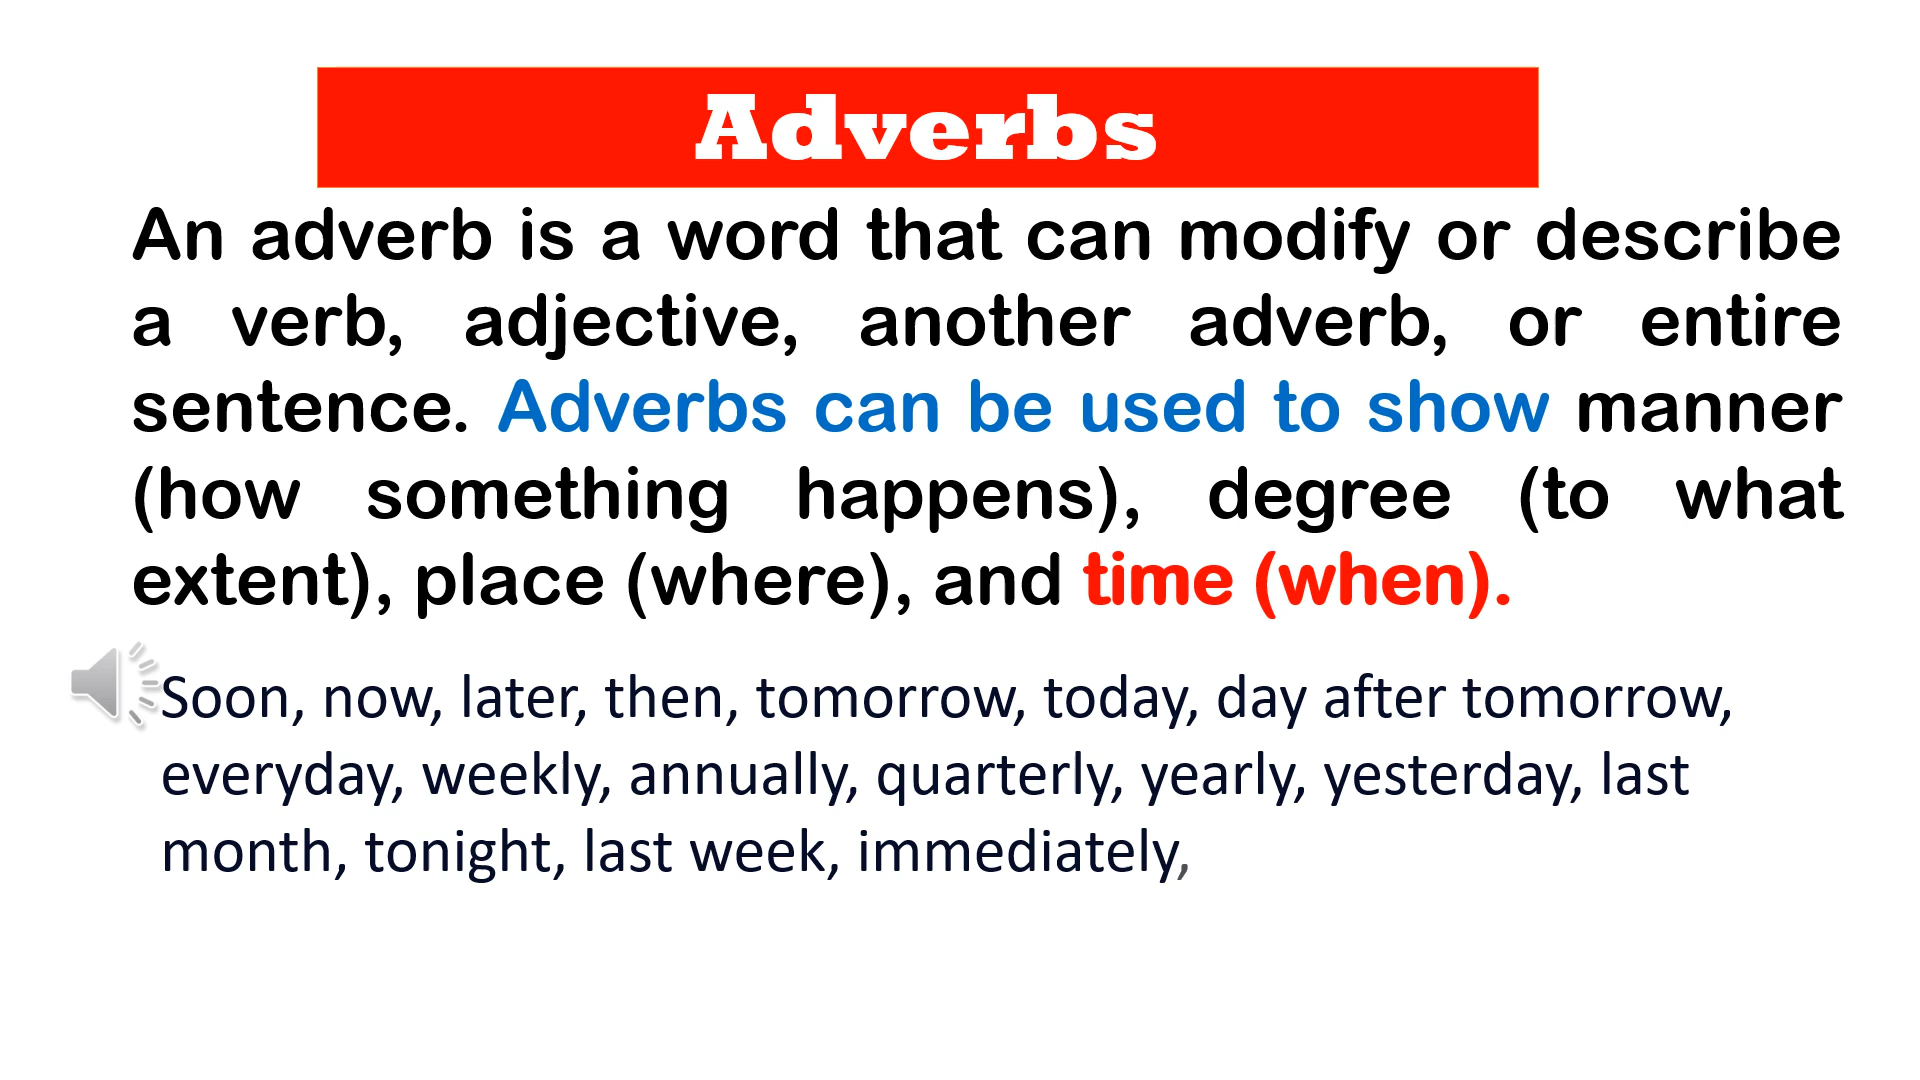 Adverbs
An adverb is a word that can modify or describe
a verb, adjective, another adverb, or entire
sentence. Adverbs can be used to show manner
(how something happens), degree (to what
extent), place (where), and time (when).
Soon, now, later, then, tomorrow, today, day after tomorrow,
everyday, weekly, annually, quarterly, yearly, yesterday, last
month, tonight, last week, immediately,